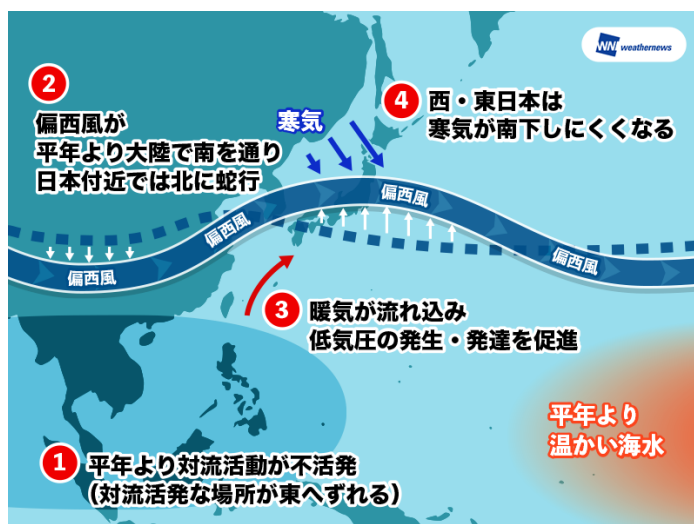 WNI weathernews
2
偏西風が
平年より大陸で南を通り
日本付近では北に蛇行
寒気
4
西・東日本は
寒気が南下しにくくなる
偏西風
偏西風
偏西風
偏西風
3
暖気が流れ込み
低気圧の発生・発達を促進
平年より
温かい海水
1
平年より対流活動が不活発
（対流活発な場所が東へずれる）